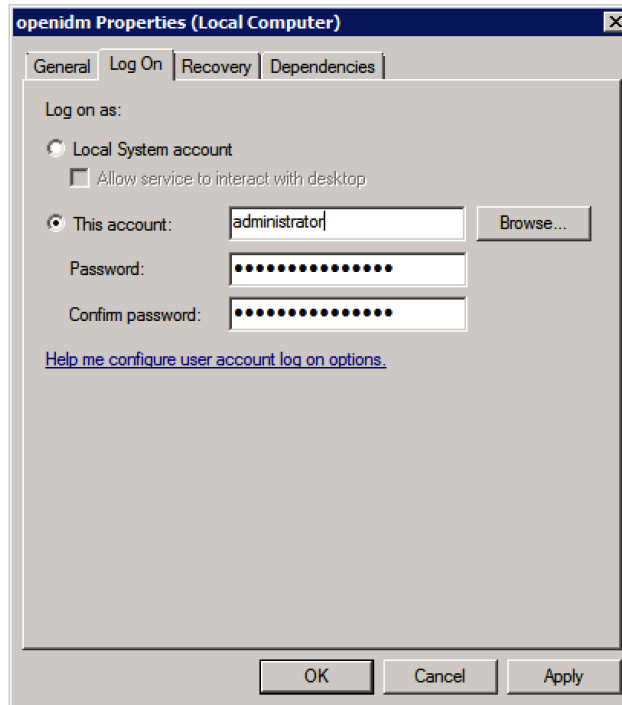 openidm Properties (Local Computer)
General Log On Recovery Dependencies
Log on as:
Local System account
Allow service to interact with desktop
This account: administrator Browse...
Password: ●●●●●●●●●●●●●●●
Confirm password: ●●●●●●●●●●●●●●●
Help me configure user account log on options.
OK Cancel Apply